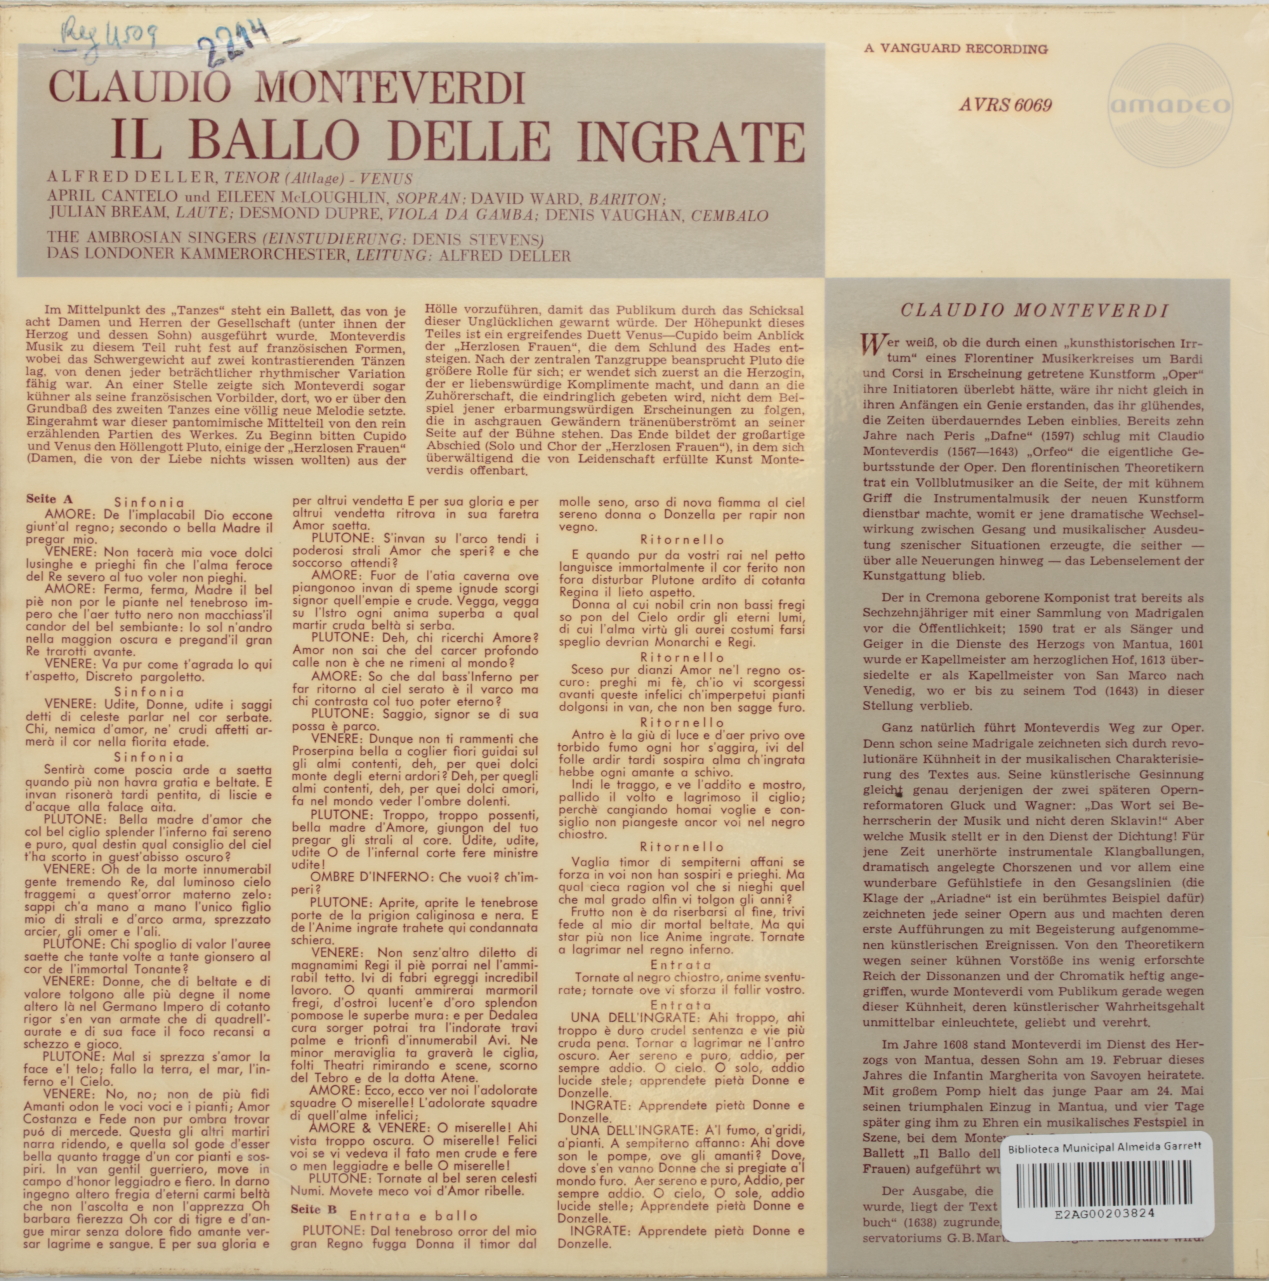 Reg 4509
2214
A VANGUARD RECORDING
AVRS 6069
amadeo
CLAUDIO MONTEVERDI
IL BALLO DELLE INGRATE
ALFRED DELLER, TENOR (Altlage) - VENUS
APRIL CANTELO und EILEEN McLOUGHLIN, SOPRAN; DAVID WARD, BARITON;
JULIAN BREAM, LAUTE; DESMOND DUPRE, VIOLA DA GAMBA; DENIS VAUGHAN, CEMBALO
THE AMBROSIAN SINGERS (EINSTUDIERUNG: DENIS STEVENS)
DAS LONDONER KAMMERORCHESTER, LEITUNG: ALFRED DELLER
Im Mittelpunkt des „Tanzes“ steht ein Ballett, das von je
acht Damen und Herren der Gesellschaft (unter ihnen der
Herzog und dessen Sohn) ausgeführt wurde. Monteverdis
Musik zu diesem Teil ruht fest auf französischen Formen,
wobei das Schwergewicht auf zwei kontrastierenden Tänzen
lag, von denen jeder beträchtlicher rhythmischer Variation
fähig war. An einer Stelle zeigte sich Monteverdi sogar
kühner als seine französischen Vorbilder, dort, wo er über den
Grundbaß des zweiten Tanzes eine völlig neue Melodie setzte.
Eingerahmt war dieser pantomimische Mittelteil von den rein
erzählenden Partien des Werkes. Zu Beginn bitten Cupido
und Venus den Höllengott Pluto, einige der „Herzlosen Frauen“
(Damen, die von der Liebe nichts wissen wollten) aus der
Hölle vorzuführen, damit das Publikum durch das Schicksal
dieser Unglücklichen gewarnt würde. Der Höhepunkt dieses
Teiles ist ein ergreifendes Duett Venus—Cupido beim Anblick
der „Herzlosen Frauen“, die dem Schlund des Hades ent-
steigen. Nach der zentralen Tanzgruppe beansprucht Pluto die
größere Rolle für sich; er wendet sich zuerst an die Herzogin,
der er liebenswürdige Komplimente macht, und dann an die
Zuhörerschaft, die eindringlich gebeten wird, nicht dem Bei-
spiel jener erbarmungswürdigen Erscheinungen zu folgen,
die in aschgrauen Gewändern tränenüberströmt an seiner
Seite auf der Bühne stehen. Das Ende bildet der großartige
Abschied (Solo und Chor der „Herzlosen Frauen“), in dem sich
überwältigend die von Leidenschaft erfüllte Kunst Monte-
verdis offenbart.
Seite A
Sinfonia
AMORE: De l'implacabil Dio eccone
giunt'al regno; secondo o bella Madre il
pregar mio.
VENERE: Non tacerà mia voce dolci
lusinghe e prieghi fin che l'alma feroce
del Re severo al tuo voler non pieghi.
AMORE: Ferma, ferma, Madre il bel
piè non por le piante nel tenebroso im-
pero che l'aer tutto nero non macchiass'il
candor del bel sembiante: Io sol n'andro
nella maggion oscura e pregand'il gran
Re trarotti avante.
VENERE: Va pur come t'agrada Io qui
t'aspetto, Discreto pargoletto.
Sinfonia
VENERE: Udite, Donne, udite i saggi
detti di celeste parlar nel cor serbate.
Chi, nemica d'amor, ne' crudi affetti ar-
merà il cor nella fiorita etade.
Sinfonia
Sentirà come poscia arde a saetta
quando più non havra gratia e beltate. E
invan risonerà tardi pentita, di liscie e
d'acque alla falace aita.
PLUTONE: Bella madre d'amor che
col bel ciglio splender l'inferno fai sereno
e puro, qual destin qual consiglio del cielo
t'ha scorto in quest'abisso oscuro?
VENERE: Oh de la morte innumerabil
gente tremendo Re, dal luminoso cielo
traggemi a quest'orror materno zelo:
sappi ch'a mano a mano l'unico figlio
mio di strali e d'arco arma, sprezzato
arcier, gli omer e l'ali.
PLUTONE: Chi spoglio di valor l'auree
saette che tante volte a tante gionsero al
cor de l'immortal Tonante?
VENERE: Donne, che di beltate e di
valore tolgono alle più degne il nome
altero là nel Germano Impero di cotanto
rigor s'en van armate che di quadrell'-
aurate e di sua face il foco recansi a
schezzo e gioco.
PLUTONE: Mal si sprezza s'amor la
face e'l telo; fallo la terra, el mar, l'in-
ferno e'l Cielo.
VENERE: No, no; non de più fidi
Amanti odon le voci voci e i pianti; Amor
Costanza e Fede non pur ombra trovar
può di mercede. Questa gli altri martiri
narra ridendo, e quella sol gode d'esser
bella quanto tragge d'un cor pianti e sos-
piri. In van gentil guerriero, move in
campo d'honor leggiadro e fiero. In darno
ingegno altero fregia d'eterni carmi beltà
che non l'ascolta e non l'apprezza Oh
barbara fierezza Oh cor di tigre e d'an-
gue mirar senza dolore fido amante ver-
sar lagrime e sangue. E per sua gloria e
per altrui vendetta E per sua gloria e per
altrui vendetta ritrova in sua faretra
Amor saetta.
PLUTONE: S'invan su l'arco tendi i
poderosi strali Amor che speri? e che
soccorso attendi?
AMORE: Fuor de l'atia caverna ove
piangonoo invan di speme ignude scorgi
signor quell'empie e crude. Vegga, vegga
su l'Istro ogni anima superba a qual
martir cruda beltà si serba.
PLUTONE: Deh, chi ricerchi Amore?
Amor non sai che del carcer profondo
calle non è che ne rimeni al mondo?
AMORE: So che dal bass'Inferno per
far ritorno al ciel serato è il varco ma
chi contrasta col tuo poter eterno?
PLUTONE: Saggio, signor se di sua
possa è parco.
VENERE: Dunque non ti rammenti che
Proserpina bella a coglier fiori guidai sul
gli almi contenti, deh, per quei dolci
monte degli eterni ardori? Deh, per quegli
almi contenti, deh, per quei dolci amori,
fa nel mondo veder l'ombre dolenti.
PLUTONE: Troppo, troppo possenti,
bella madre d'Amore, giungon del tuo
pregar gli strali al core. Udite, udite,
udite O de l'infernal corte fere ministre
udite!
OMBRE D'INFERNO: Che vuoi? ch'im-
peri?
PLUTONE: Aprite, aprite le tenebrose
porte de la prigion caliginosa e nera. E
de l'Anime ingrate trahete qui condannata
schiera.
VENERE: Non senz'altro diletto di
magnamimi Regi il piè porrai nel l'ammi-
rabil tetto. Ivi di fabri egreggi incredibil
lavoro. O quanti ammirerai marmoril
fregi, d'ostroi lucent'e d'oro splendon
pomoose le superbe mura: e per Dedalea
cura sorger potrai tra l'indorate travi
palme e trionfi d'innumerabil Avi. Ne
minor meraviglia ta graverà le ciglia,
folti Theatri rimirando e scene, scorno
del Tebro e de la dotta Atene.
AMORE: Ecco, ecco ver noi l'adolorate
squadre O miserelle! L'adolorate squadre
di quell'alme infelici;
AMORE & VENERE: O miserelle! Ahi
vista troppo oscura. O miserelle! Felici
voi se vi vedeva il fato men crude e fere
o men leggiadre e belle O miserelle!
PLUTONE: Tornate al bel seren celesti
Numi. Movete meco voi d'Amor ribelle.
Seite B
Entrata e ballo
PLUTONE: Dal tenebroso orror del mio
gran Regno fugga Donna il timor dal
molle seno, arso di nova fiamma al ciel
sereno donna o Donzella per rapir non
vegno.
Ritornello
E quando pur da vostri rai nel petto
languisce immortalmente il cor ferito non
fora disturbar Plutone ardito di cotanta
Regina il lieto aspetto.
Donna al cui nobil crin non bassi fregi
so pon del Cielo ordir gli eterni lumi,
di cui l'alma virtù gli aurei costumi farsi
speglio devrian Monarchi e Regi.
Ritornello
Sceso pur dianzi Amor ne'l regno os-
curo: preghi mi fè, ch'io vi scorgessi
avanti queste infelici ch'imperpetui pianti
dolgonsi in van, che non ben sagge furo.
Ritornello
Antro è la giù di luce e d'aer privo ove
torbido fumo ogni hor s'aggira, ivi del
folle ardir tardi sospira alma ch'ingrata
hebbe ogni amante a schivo.
Indi le traggo, e ve l'addito e mostro,
pallido il volto e lagrimoso il ciglio;
perchè cangiando homai voglie e con-
siglio non piangeste ancor voi nel negro
chiostro.
Ritornello
Vaglia timor di sempiterni affani se
forza in voi non han sospiri e prieghi. Ma
qual cieca ragion vol che si nieghi quel
che mal grado alfin vi tolgon gli anni?
Frutto non è da riserbarsi al fine, trivi
fede al mio dir mortal beltate. Ma qui
star più non lice Anime ingrate. Tornate
a lagrimar nel regno inferno.
Entrata
Tornate al negro chiostro, anime sventu-
rate; tornate ove vi sforza il fallir vostro.
Entrata
UNA DELL'INGRATE: Ahi troppo, ahi
troppo è duro crudel sentenza e vie più
cruda pena. Tornar a lagrimar ne l'antro
oscuro. Aer sereno e puro, addio, per
sempre addio. O cielo. O solo, addio
lucide stele; apprendete pietà Donne e
Donzelle.
INGRATE: Apprendete pietà Donne e
Donzelle.
UNA DELL'INGRATE: A'l fumo, a'gridi,
a'pianti, A sempiterno affanno: Ahi dove
son le pompe, ove gli amanti? Dove,
dove s'en vanno Donne che si pregiate a'l
mondo furo. Aer sereno e puro, Addio, per
sempre addio. O cielo, O sole, addio
lucide stelle; Apprendete pietà Donne e
Donzelle.
INGRATE: Apprendete pietà Donne e
Donzelle.
CLAUDIO MONTEVERDI
Wer weiß, ob die durch einen „kunsthistorischen Irr-
tum“ eines Florentiner Musikerkreises um Bardi
und Corsi in Erscheinung getretene Kunstform „Oper“
ihre Initiatoren überlebt hätte, wäre ihr nicht gleich in
ihren Anfängen ein Genie erstanden, das ihr glühendes,
die Zeiten überdauerndes Leben einblies. Bereits zehn
Jahre nach Peris „Dafne“ (1597) schlug mit Claudio
Monteverdis (1567—1643) „Orfeo“ die eigentliche Ge-
burtsstunde der Oper. Den florentinischen Theoretikern
trat ein Vollblutmusiker an die Seite, der mit kühnem
Griff die Instrumentalmusik der neuen Kunstform
dienstbar machte, womit er jene dramatische Wechsel-
wirkung zwischen Gesang und musikalischer Ausdeu-
tung szenischer Situationen erzeugte, die seither —
über alle Neuerungen hinweg — das Lebenselement der
Kunstgattung blieb.
Der in Cremona geborene Komponist trat bereits als
Sechzehnjähriger mit einer Sammlung von Madrigalen
vor die Öffentlichkeit; 1590 trat er als Sänger und
Geiger in die Dienste des Herzogs von Mantua, 1601
wurde er Kapellmeister am herzoglichen Hof, 1613 über-
siedelte er als Kapellmeister von San Marco nach
Venedig, wo er bis zu seinem Tod (1643) in dieser
Stellung verblieb.
Ganz natürlich führt Monteverdis Weg zur Oper.
Denn schon seine Madrigale zeichneten sich durch revo-
lutionäre Kühnheit in der musikalischen Charakterisie-
rung des Textes aus. Seine künstlerische Gesinnung
gleicht genau derjenigen der zwei späteren Opern-
reformatoren Gluck und Wagner: „Das Wort sei Be-
herrscherin der Musik und nicht deren Sklavin!“ Aber
welche Musik stellt er in den Dienst der Dichtung! Für
jene Zeit unerhörte instrumentale Klangballungen,
dramatisch angelegte Chorszenen und vor allem eine
wunderbare Gefühlstiefe in den Gesangslinien (die
Klage der „Ariadne“ ist ein berühmtes Beispiel dafür)
zeichneten jede seiner Opern aus und machten deren
erste Aufführungen zu mit Begeisterung aufgenomme-
nen künstlerischen Ereignissen. Von den Theoretikern
wegen seiner kühnen Vorstöße ins wenig erforschte
Reich der Dissonanzen und der Chromatik heftig ange-
griffen, wurde Monteverdi vom Publikum gerade wegen
dieser Kühnheit, deren künstlerischer Wahrheitsgehalt
unmittelbar einleuchtete, geliebt und verehrt.
Im Jahre 1608 stand Monteverdi im Dienst des Her-
zogs von Mantua, dessen Sohn am 19. Februar dieses
Jahres die Infantin Margherita von Savoyen heiratete.
Mit großem Pomp hielt das junge Paar am 24. Mai
seinen triumphalen Einzug in Mantua, und vier Tage
später ging ihm zu Ehren ein musikalisches Festspiel in
Szene, bei dem Monte
Ballett „Il Ballo del
Frauen) aufgeführt wu
Der Ausgabe, die
wurde, liegt der Text
buch“ (1638) zugrunde,
servatoriums G. B. Mar
Biblioteca Municipal Almeida Garrett
E2AG00203824